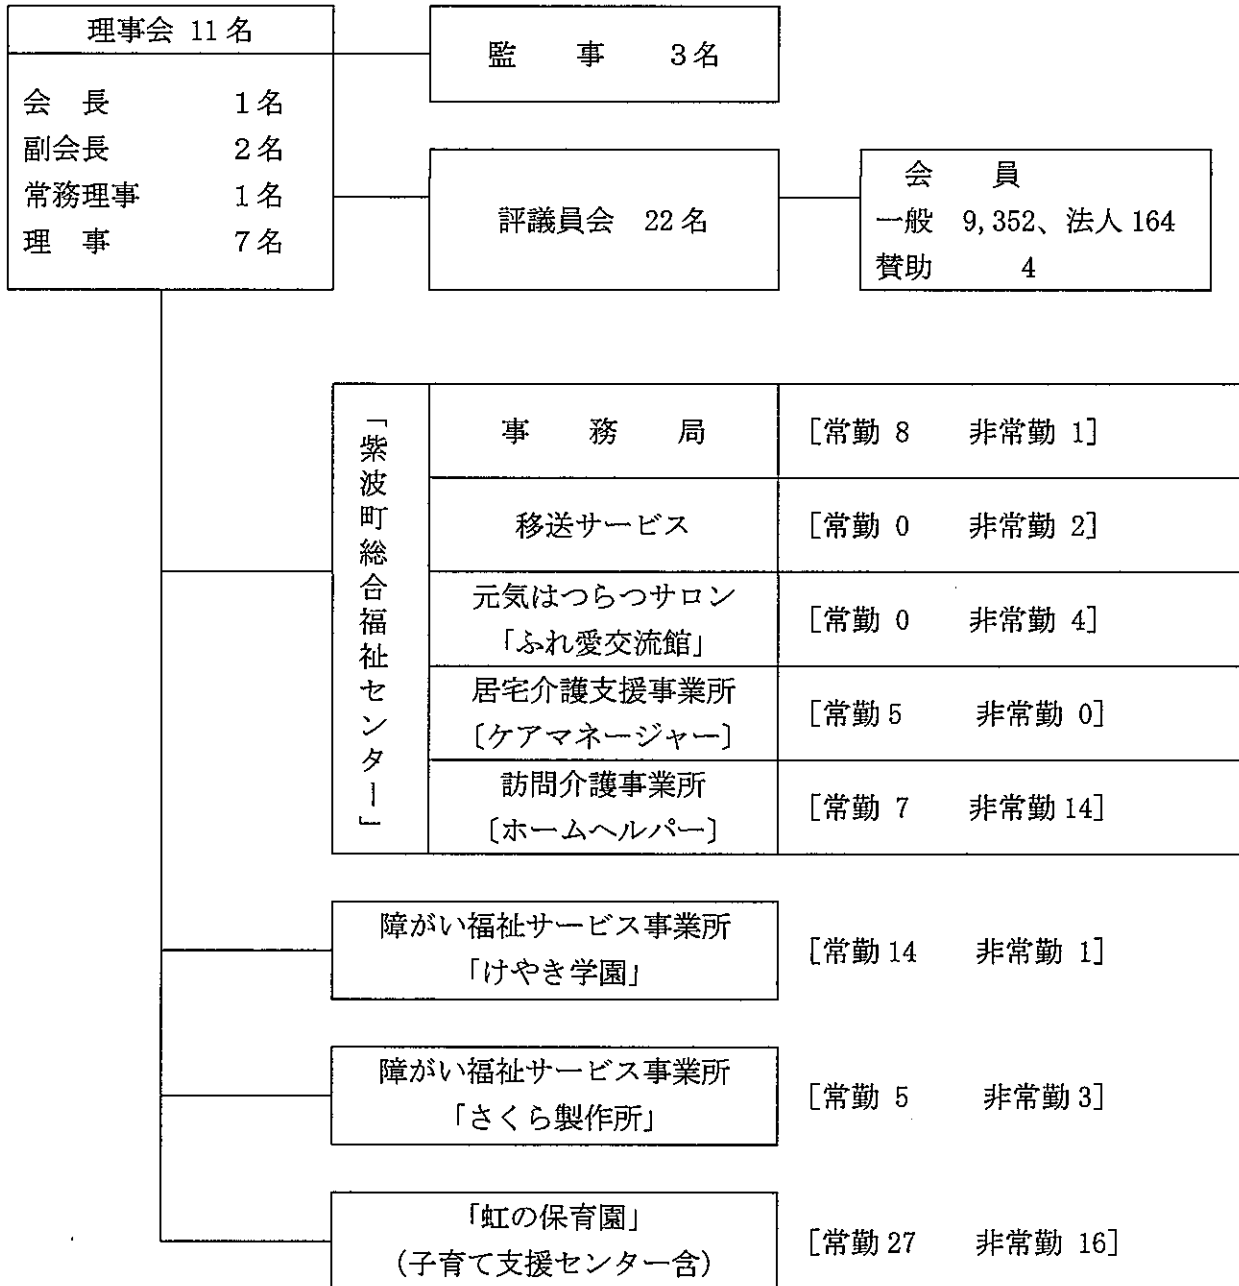 理事会 11名
会　長　1名
副会長　2名
常務理事　1名
理　事　7名
監　事　3名
評議員会　22名
会　員
一般　9,352、法人164
賛助　4
「紫波町総合福祉センター」
事　務　局　[常勤 8　非常勤 1]
移送サービス　[常勤 0　非常勤 2]
元気はつらつサロン
「ふれ愛交流館」
[常勤 0　非常勤 4]
居宅介護支援事業所
〔ケアマネージャー〕
[常勤5　非常勤 0]
訪問介護事業所
〔ホームヘルパー〕
[常勤 7　非常勤14]
障がい福祉サービス事業所
「けやき学園」
[常勤14　非常勤 1]
障がい福祉サービス事業所
「さくら製作所」
[常勤 5　非常勤3]
「虹の保育園」
(子育て支援センター含)
[常勤27　非常勤 16]